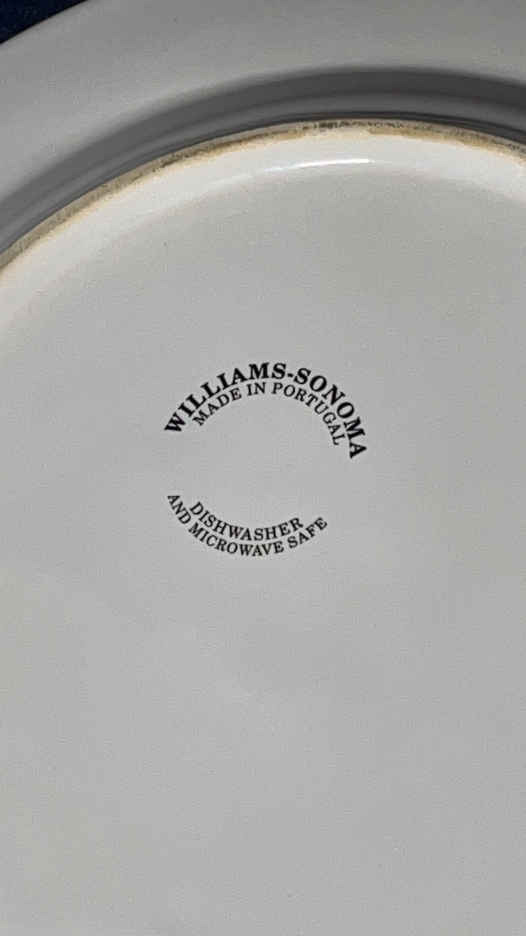 WILLIAMS-SONOMA
MADE IN PORTUGAL
DISHWASHER
AND MICROWAVE SAFE